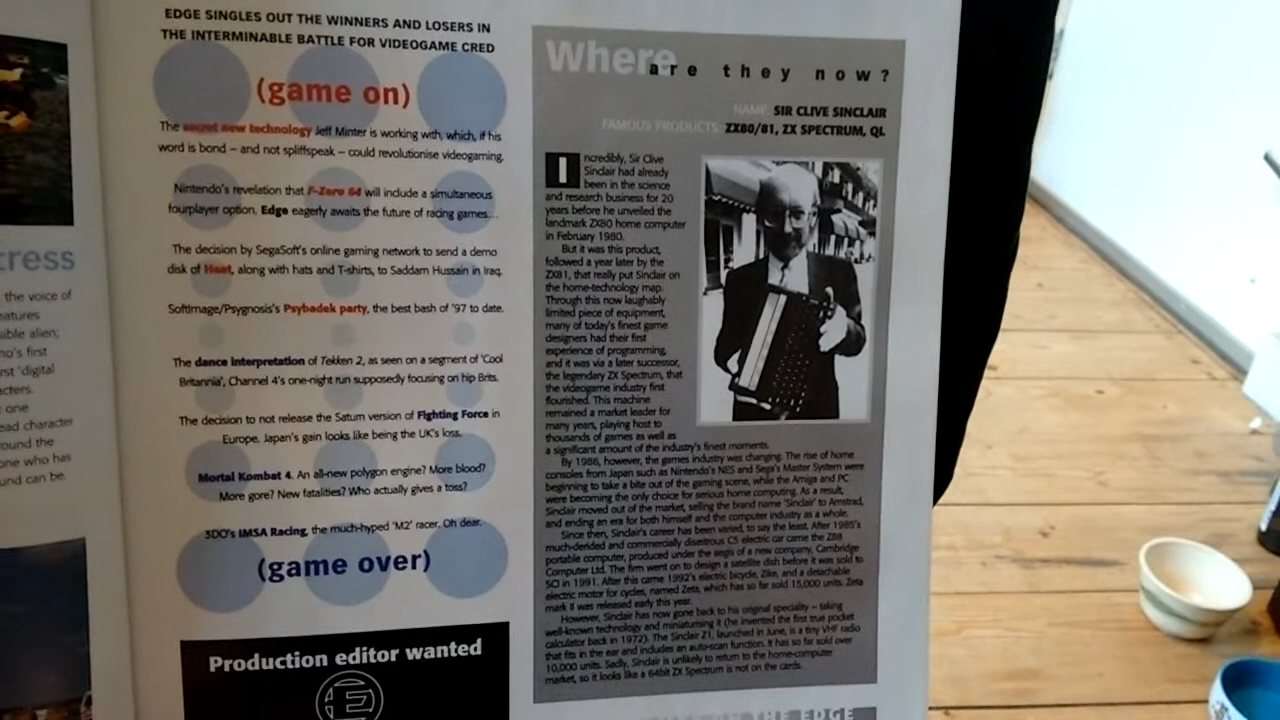 tress
the voice of
eatures
sible alien;
no's first
rst 'digital
acters.
one
ead character
ound the
one who has
und can be.
EDGE SINGLES OUT THE WINNERS AND LOSERS IN
THE INTERMINABLE BATTLE FOR VIDEOGAME CRED
(game on)
The secret new technology Jeff Minter is working with, which, if his
word is bond – and not spliffspeak – could revolutionise videogaming.
Nintendo's revelation that F-Zero 64 will include a simultaneous
fourplayer option. Edge eagerly awaits the future of racing games...
The decision by SegaSoft's online gaming network to send a demo
disk of Heat, along with hats and T-shirts, to Saddam Hussain in Iraq.
SoftImage/Psygnosis's Psybadek party, the best bash of '97 to date.
The dance interpretation of Tekken 2, as seen on a segment of 'Cool
Britannia', Channel 4's one-night run supposedly focusing on hip Brits.
The decision to not release the Saturn version of Fighting Force in
Europe. Japan's gain looks like being the UK's loss.
Mortal Kombat 4. An all-new polygon engine? More blood?
More gore? New fatalities? Who actually gives a toss?
3DO's IMSA Racing, the much-hyped 'M2' racer. Oh dear.
(game over)
Production editor wanted
E
Where are they now?
NAME: SIR CLIVE SINCLAIR
FAMOUS PRODUCTS: ZX80/81, ZX SPECTRUM, QL
Incredibly, Sir Clive
Sinclair had already
been in the science
and research business for 20
years before he unveiled the
landmark ZX80 home computer
in February 1980.
But it was this product,
followed a year later by the
ZX81, that really put Sinclair on
the home-technology map.
Through this now laughably
limited piece of equipment,
many of today's finest game
designers had their first
experience of programming,
and it was via a later successor,
the legendary ZX Spectrum, that
the videogame industry first
flourished. This machine
remained a market leader for
many years, playing host to
thousands of games as well as
a significant amount of the industry's finest moments.
By 1986, however, the games industry was changing. The rise of home
consoles from Japan such as Nintendo's NES and Sega's Master System were
beginning to take a bite out of the gaming scene, while the Amiga and PC
were becoming the only choice for serious home computing. As a result,
Sinclair moved out of the market, selling the brand name 'Sinclair' to Amstrad,
and ending an era for both himself and the computer industry as a whole.
Since then, Sinclair's career has been varied, to say the least. After 1985's
much-derided and commercially disastrous C5 electric car came the Z88
portable computer, produced under the aegis of a new company, Cambridge
Computer Ltd. The firm went on to design a satellite dish before it was sold to
SCI in 1991. After this came 1992's electric bicycle, Zike, and a detachable
electric motor for cycles, named Zeta, which has so far sold 15,000 units. Zeta
mark II was released early this year.
However, Sinclair has now gone back to his original speciality – taking
well-known technology and miniaturising it (he invented the first true pocket
calculator back in 1972). The Sinclair Z1, launched in June, is a tiny VHF radio
that fits in the ear and includes an auto-scan function. It has so far sold over
10,000 units. Sadly, Sinclair is unlikely to return to the home-computer
market, so it looks like a 64bit ZX Spectrum is not on the cards.
ON THE EDGE